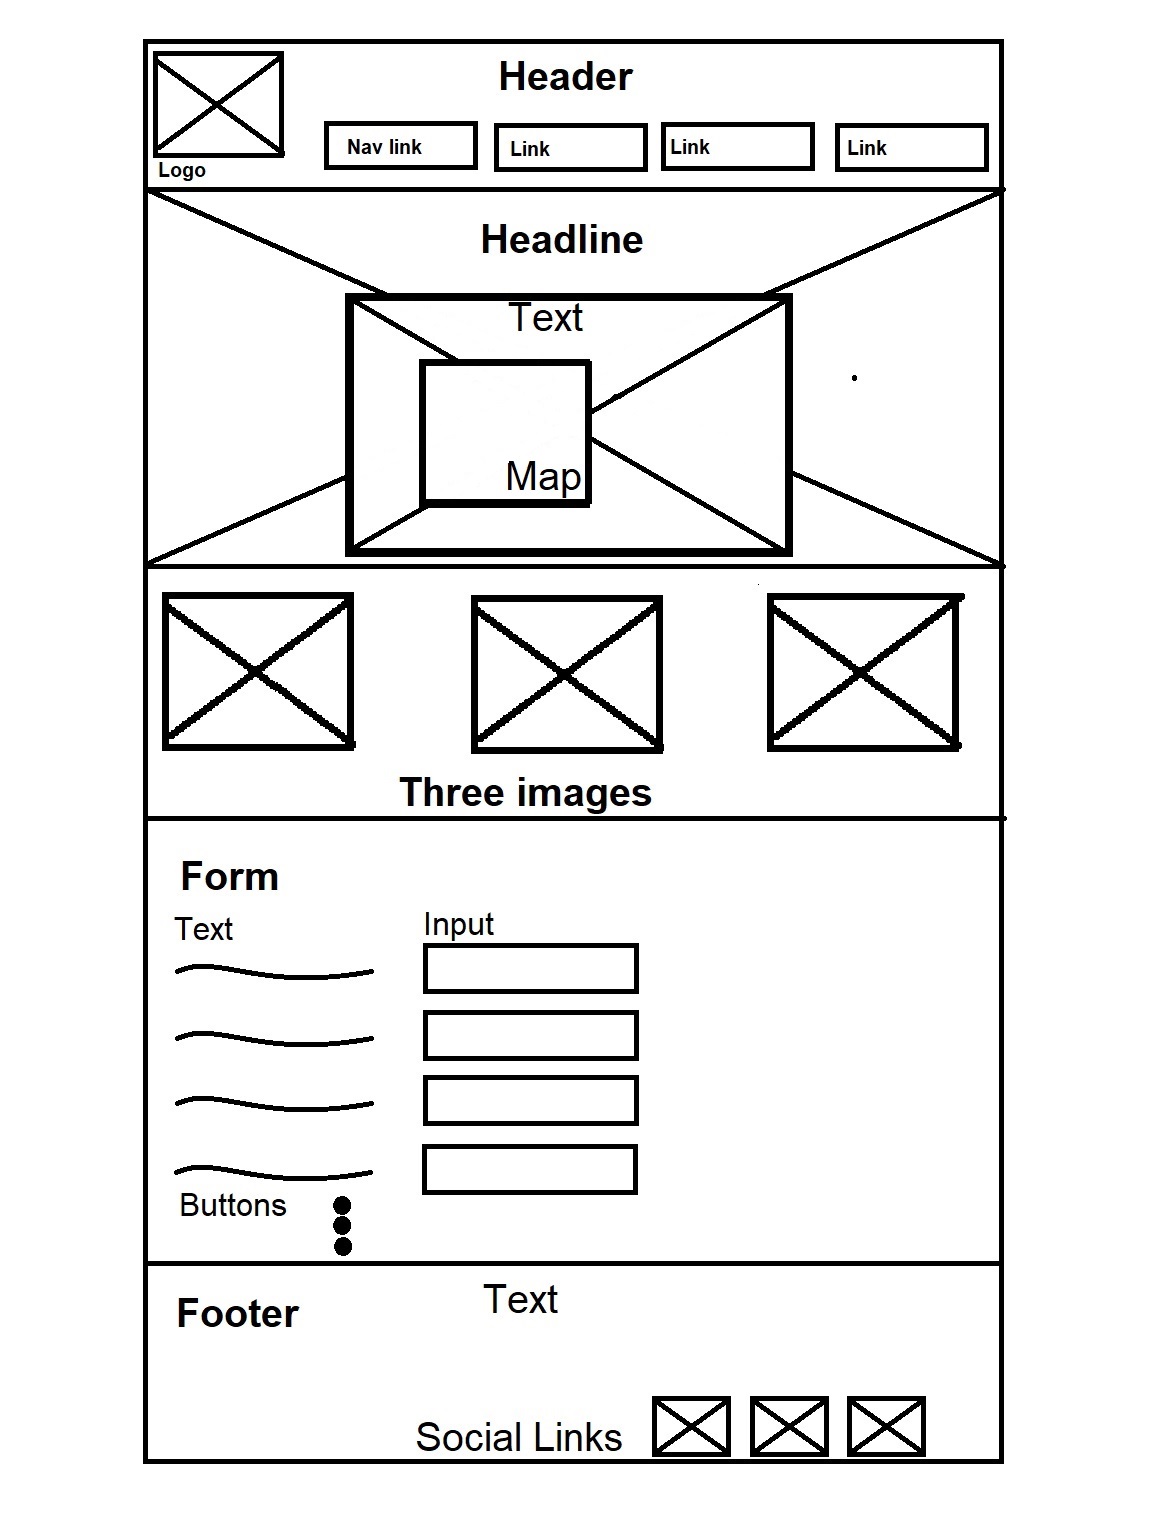 Header
Logo
Nav link
Link
Link
Link
Headline
Text
Map
Three images
Form
Text
Input
Buttons
Footer
Text
Social Links